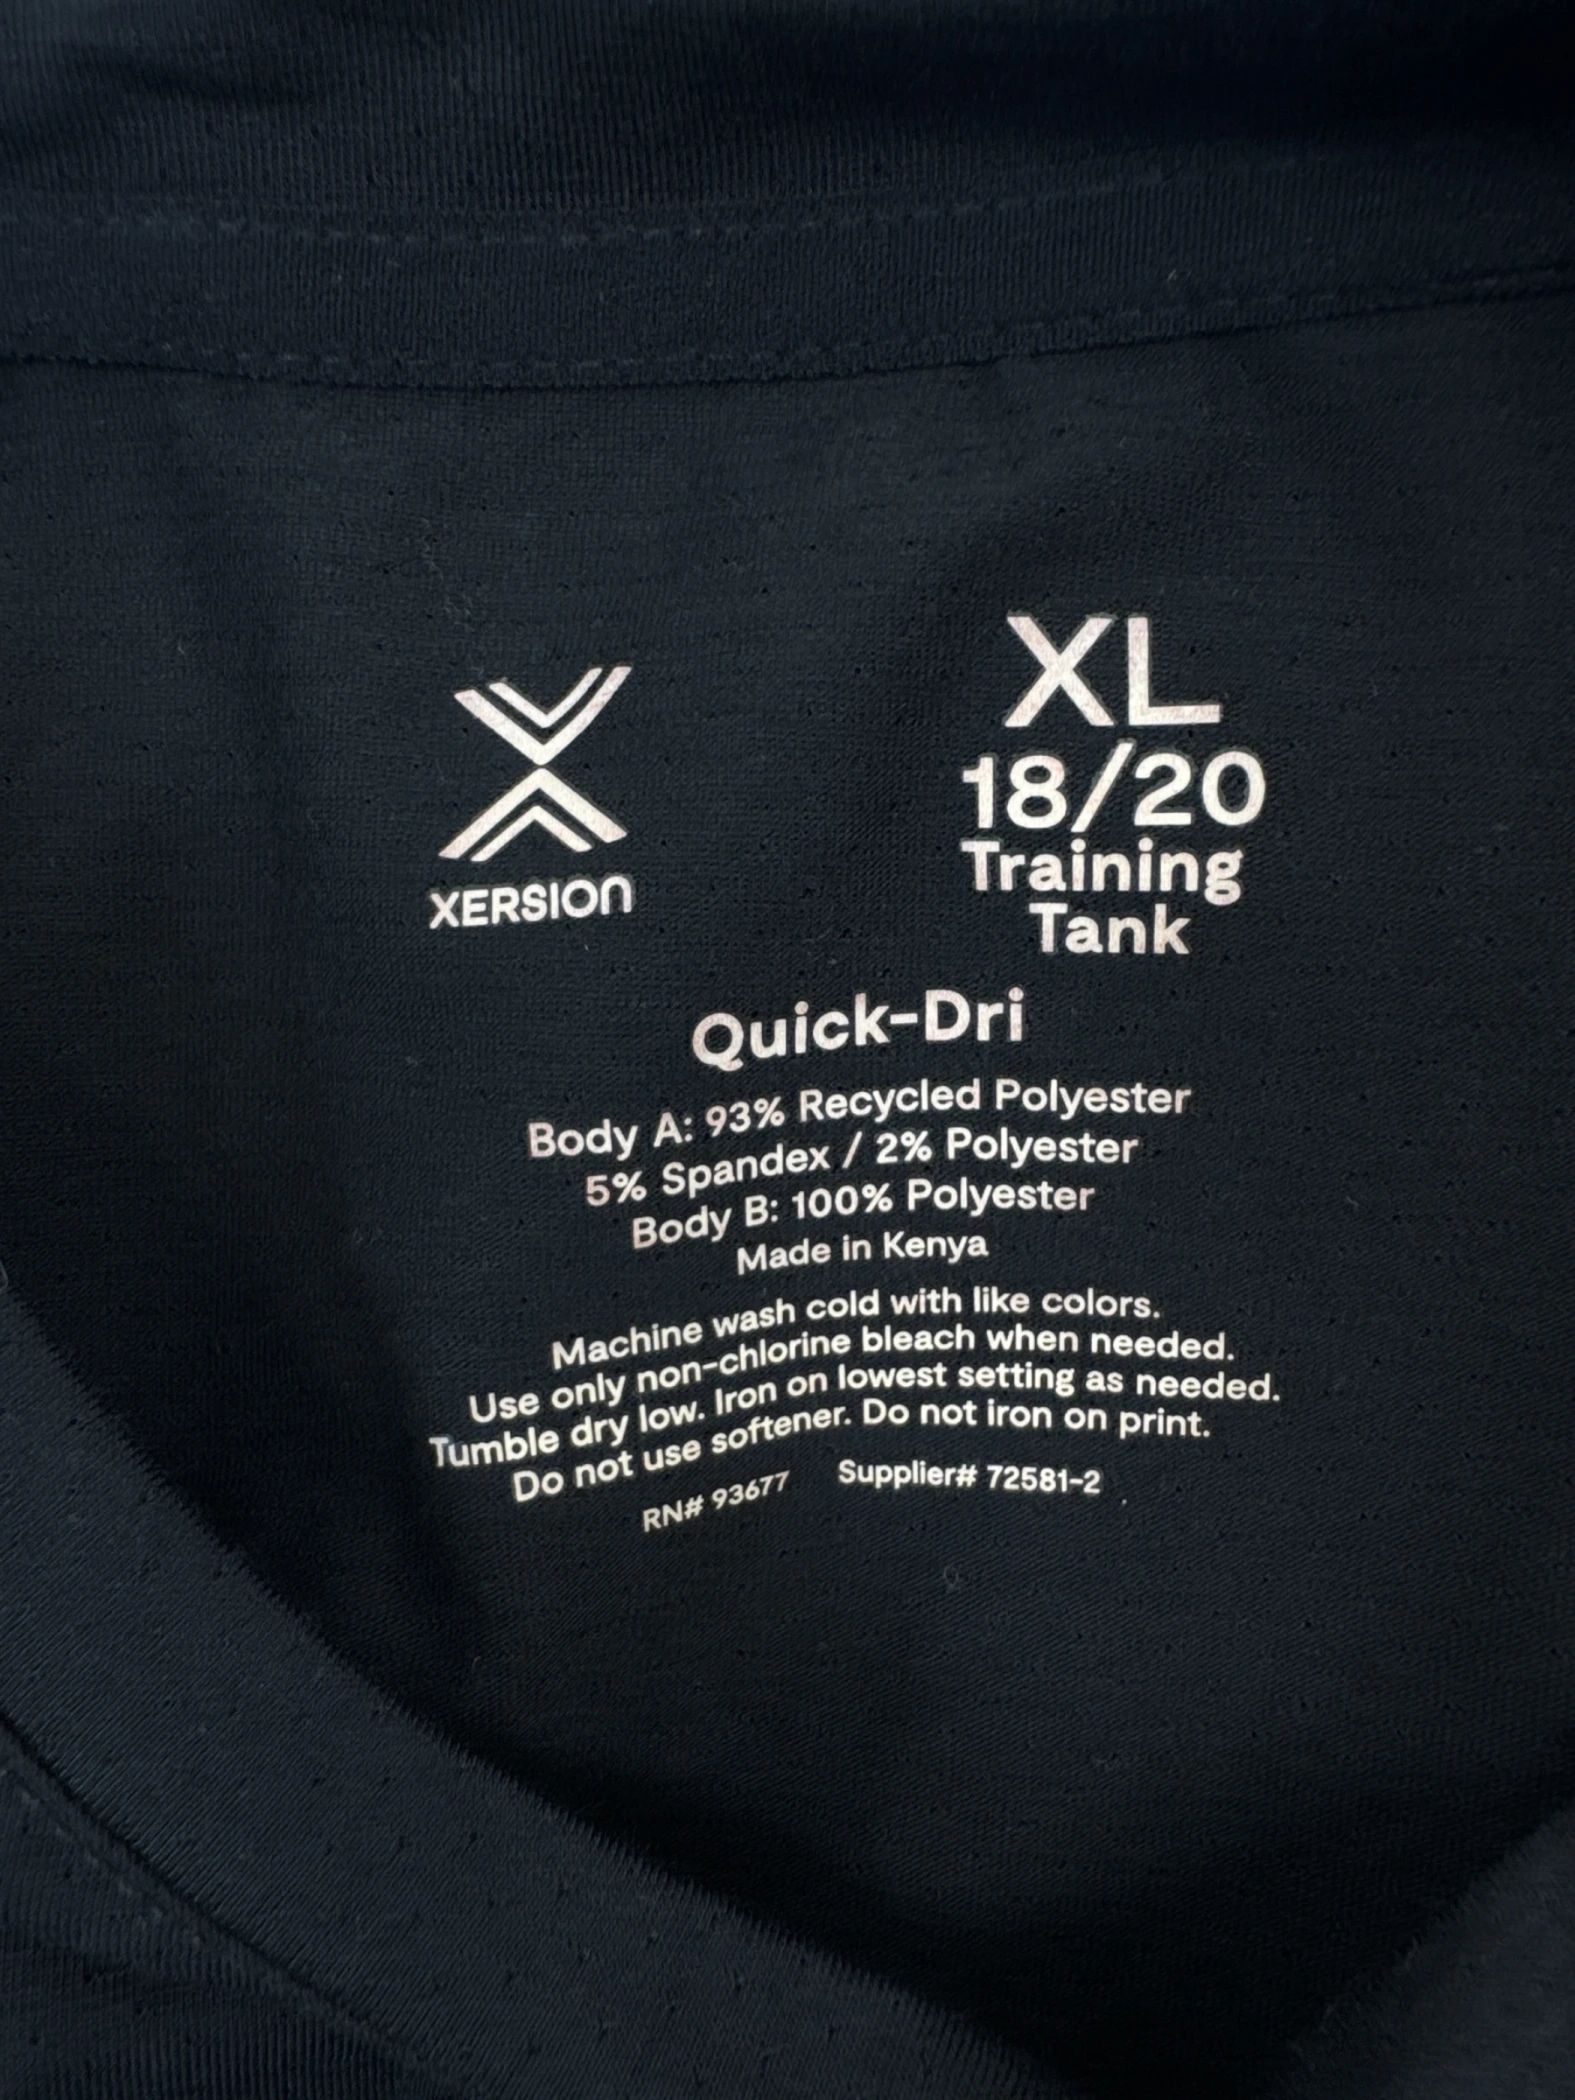 XERSION
XL
18/20
Training
Tank
Quick-Dri
Body A: 93% Recycled Polyester
5% Spandex / 2% Polyester
Body B: 100% Polyester
Made in Kenya
Machine wash cold with like colors.
Use only non-chlorine bleach when needed.
Tumble dry low. Iron on lowest setting as needed.
Do not use softener. Do not iron on print.
RN# 93677 Supplier# 72581-2